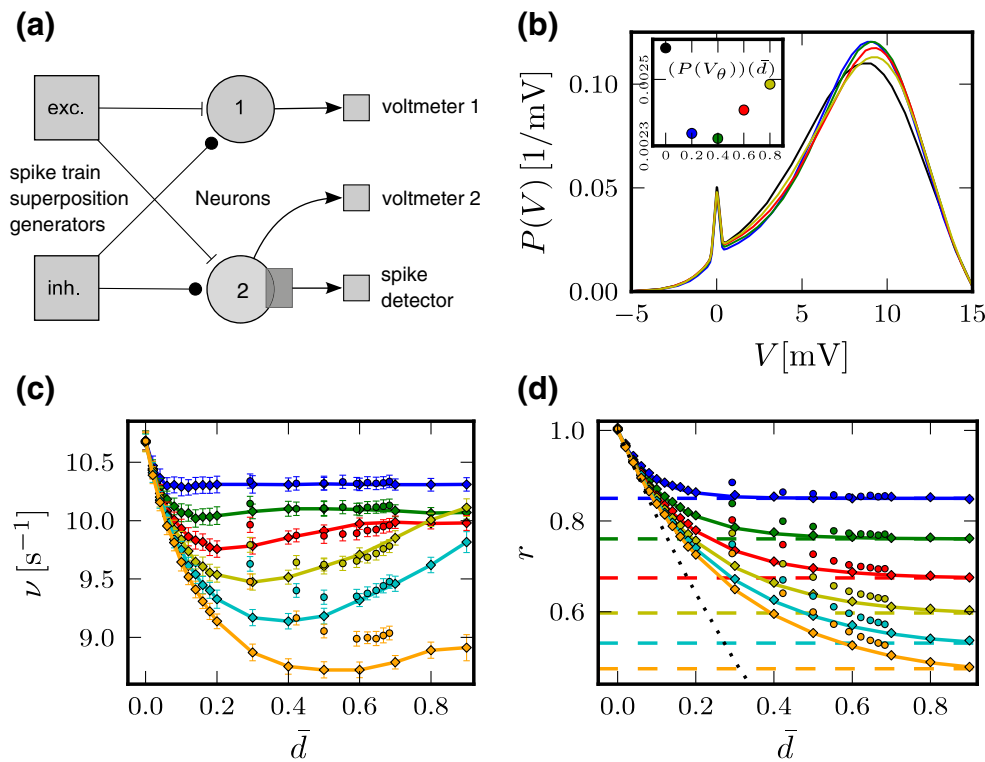 (a)
exc.
1
voltmeter 1
spike train
superposition
generators
Neurons
voltmeter 2
inh.
2
spike
detector
(b)
P(V) [1/mV]
0.10
0.05
0.00
−5
0
5
10
15
V[mV]
(P(V_θ))(d̄)
0.0025
0.0023
0
0.2
0.4
0.6
0.8
(c)
ν [s⁻¹]
10.5
10.0
9.5
9.0
0.0
0.2
0.4
0.6
0.8
d̄
(d)
r
1.0
0.8
0.6
0.0
0.2
0.4
0.6
0.8
d̄